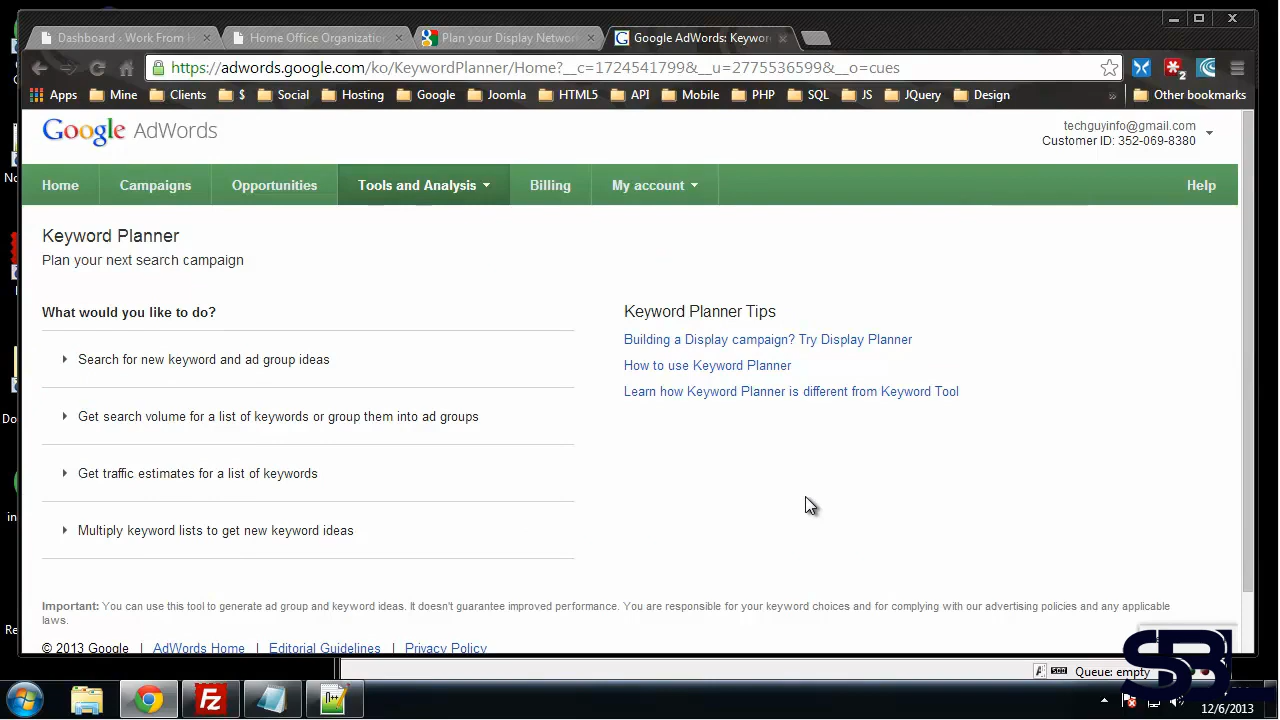 Dashboard ‹ Work From H
Home Office Organization
Plan your Display Network
Google AdWords: Keywor
https://adwords.google.com/ko/KeywordPlanner/Home?__c=1724541799&__u=2775536599&__o=cues
2
Apps Mine Clients $ Social Hosting Google Joomla HTML5 API Mobile PHP SQL JS JQuery Design » Other bookmarks
Google AdWords
techguyinfo@gmail.com
Customer ID: 352-069-8380
Home Campaigns Opportunities Tools and Analysis Billing My account Help
Keyword Planner
Plan your next search campaign
What would you like to do?
Search for new keyword and ad group ideas
Get search volume for a list of keywords or group them into ad groups
Get traffic estimates for a list of keywords
Multiply keyword lists to get new keyword ideas
Keyword Planner Tips
Building a Display campaign? Try Display Planner
How to use Keyword Planner
Learn how Keyword Planner is different from Keyword Tool
Important: You can use this tool to generate ad group and keyword ideas. It doesn't guarantee improved performance. You are responsible for your keyword choices and for complying with our advertising policies and any applicable
laws.
© 2013 Google | AdWords Home | Editorial Guidelines | Privacy Policy
Queue: empty
SB
12/6/2013